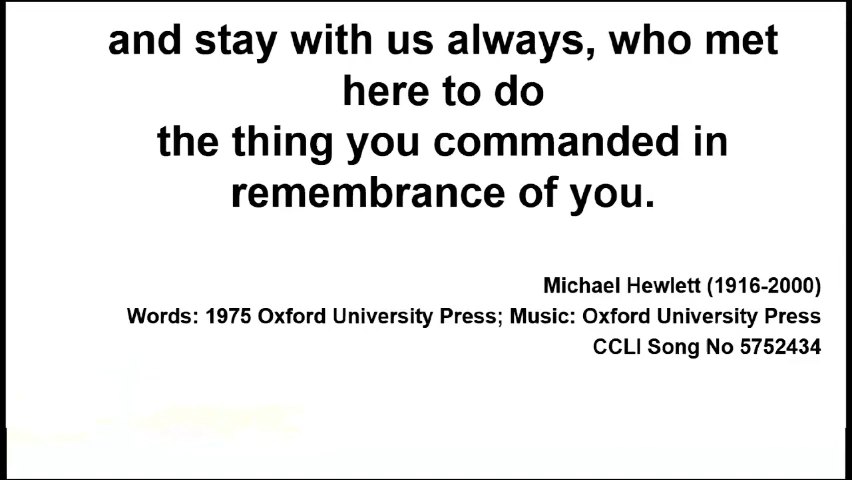 and stay with us always, who met
here to do
the thing you commanded in
remembrance of you.
Michael Hewlett (1916-2000)
Words: 1975 Oxford University Press; Music: Oxford University Press
CCLI Song No 5752434